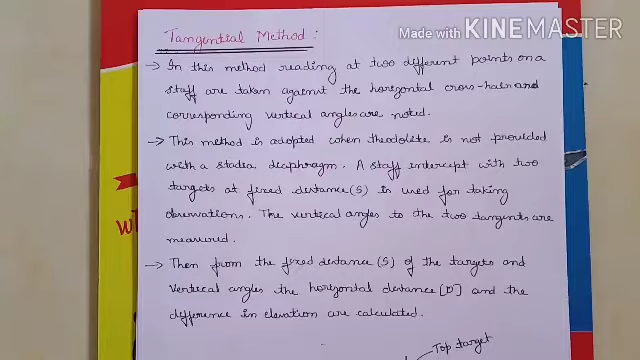 Made with KINEMASTER
Tangential Method :
→ In this method reading at two different points on a
staff are taken against the horizontal cross-hair and
corresponding vertical angles are noted.
→ This method is adopted when theodolite is not provided
with a stadia diaphragm. A staff intercept with two
targets at fixed distance (S) is used for taking
observations. The vertical angles to the two tangents are
measured.
→ Then from the fixed distance (S) of the targets and
vertical angles the horizontal distance [D] and the
difference in elevation are calculated.
Top target